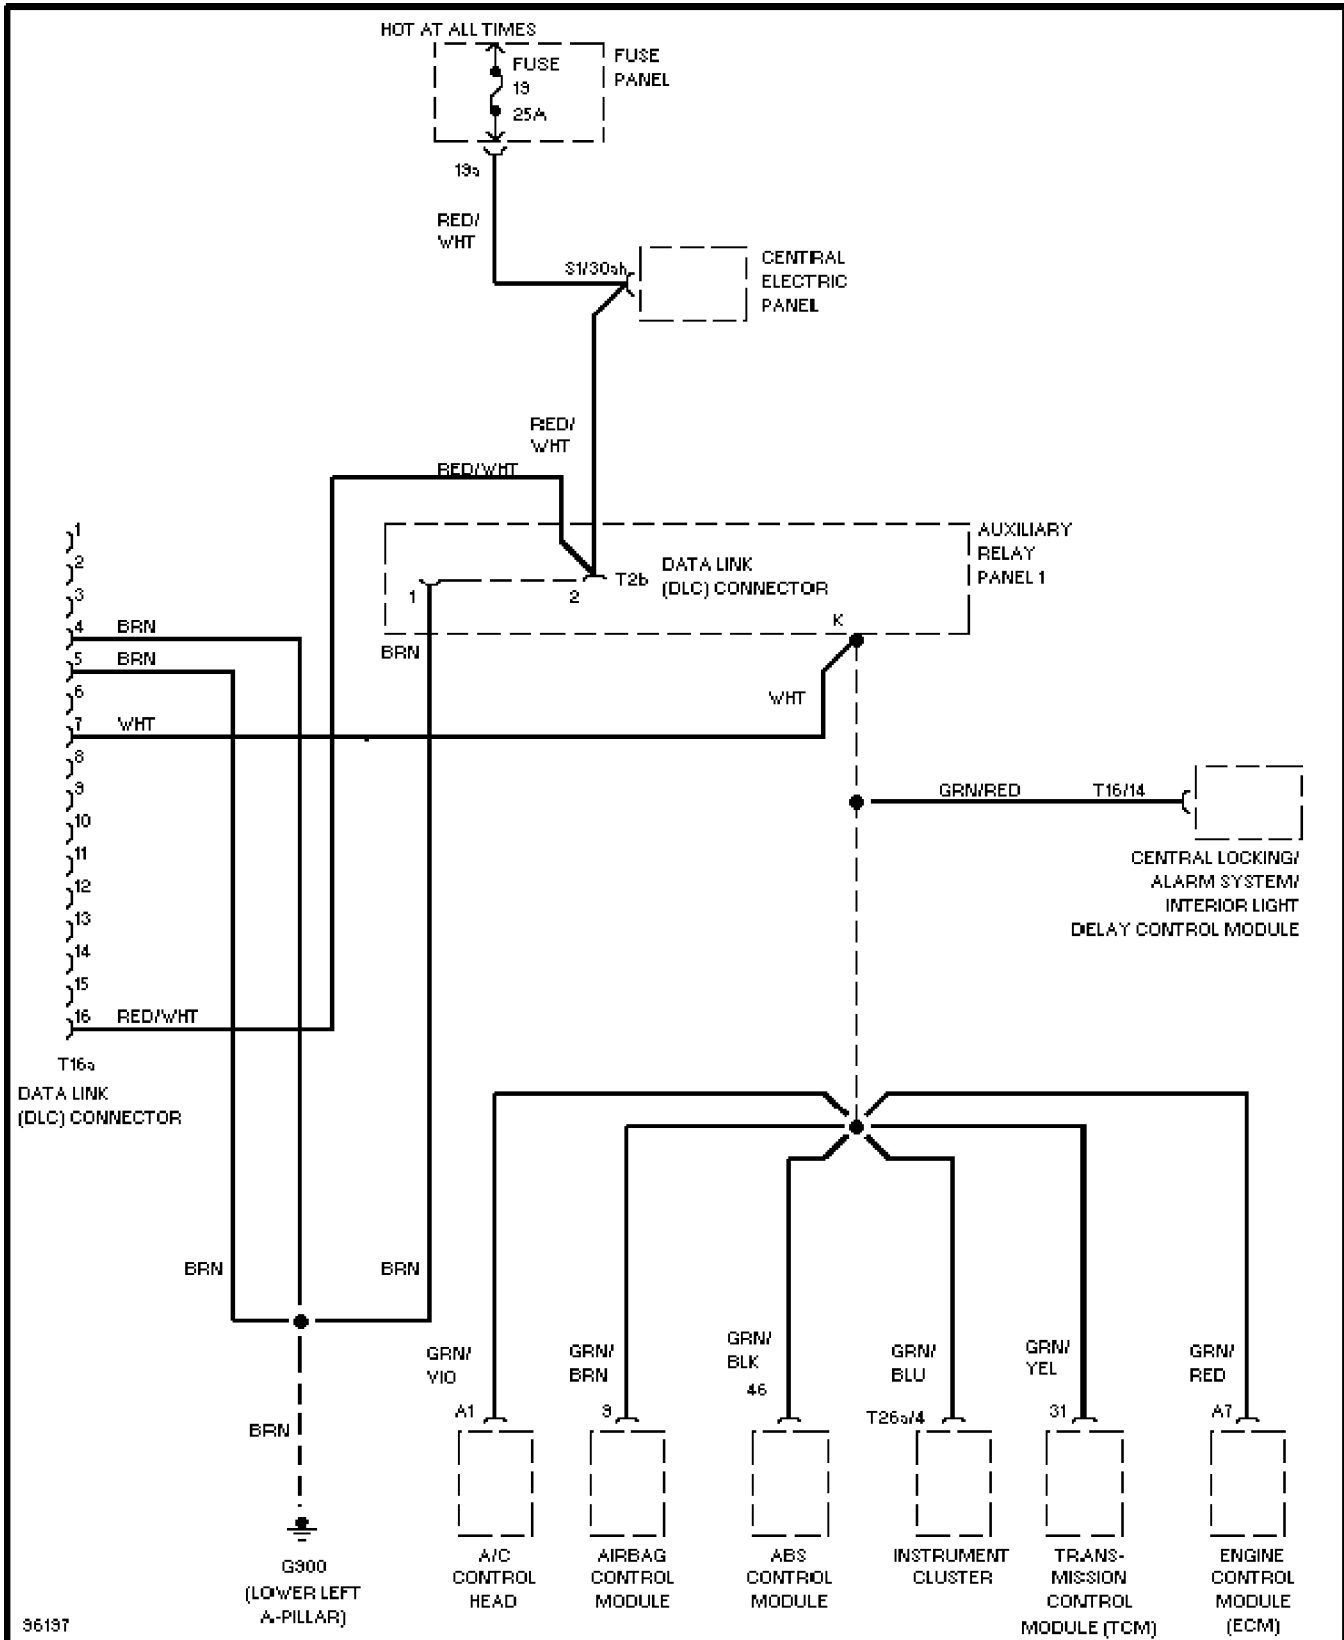 HOT AT ALL TIMES
FUSE
19
25A
FUSE
PANEL
19a
RED/
WHT
S1/30ah
CENTRAL
ELECTRIC
PANEL
RED/
WHT
RED/WHT
AUXILIARY
RELAY
PANEL 1
DATA LINK
(DLC) CONNECTOR
T2b
1
2
K
1
2
3
4 BRN
5 BRN
6
7 WHT
8
9
10
11
12
13
14
15
16 RED/WHT
T16a
DATA LINK
(DLC) CONNECTOR
BRN
WHT
GRN/RED T16/14
CENTRAL LOCKING/
ALARM SYSTEM/
INTERIOR LIGHT
DELAY CONTROL MODULE
BRN
BRN
BRN
G900
(LOWER LEFT
A-PILLAR)
GRN/
VIO
A1
A/C
CONTROL
HEAD
GRN/
BRN
9
AIRBAG
CONTROL
MODULE
GRN/
BLK
46
ABS
CONTROL
MODULE
GRN/
BLU
T26a/4
INSTRUMENT
CLUSTER
GRN/
YEL
31
TRANS-
MISSION
CONTROL
MODULE (TCM)
GRN/
RED
A7
ENGINE
CONTROL
MODULE
(ECM)
96197